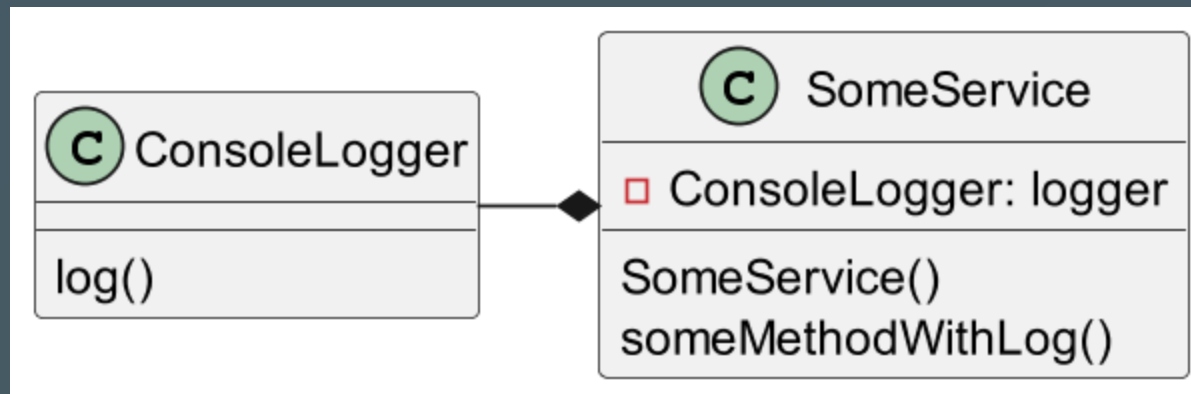 C ConsoleLogger
log()
C SomeService
ConsoleLogger: logger
SomeService()
someMethodWithLog()